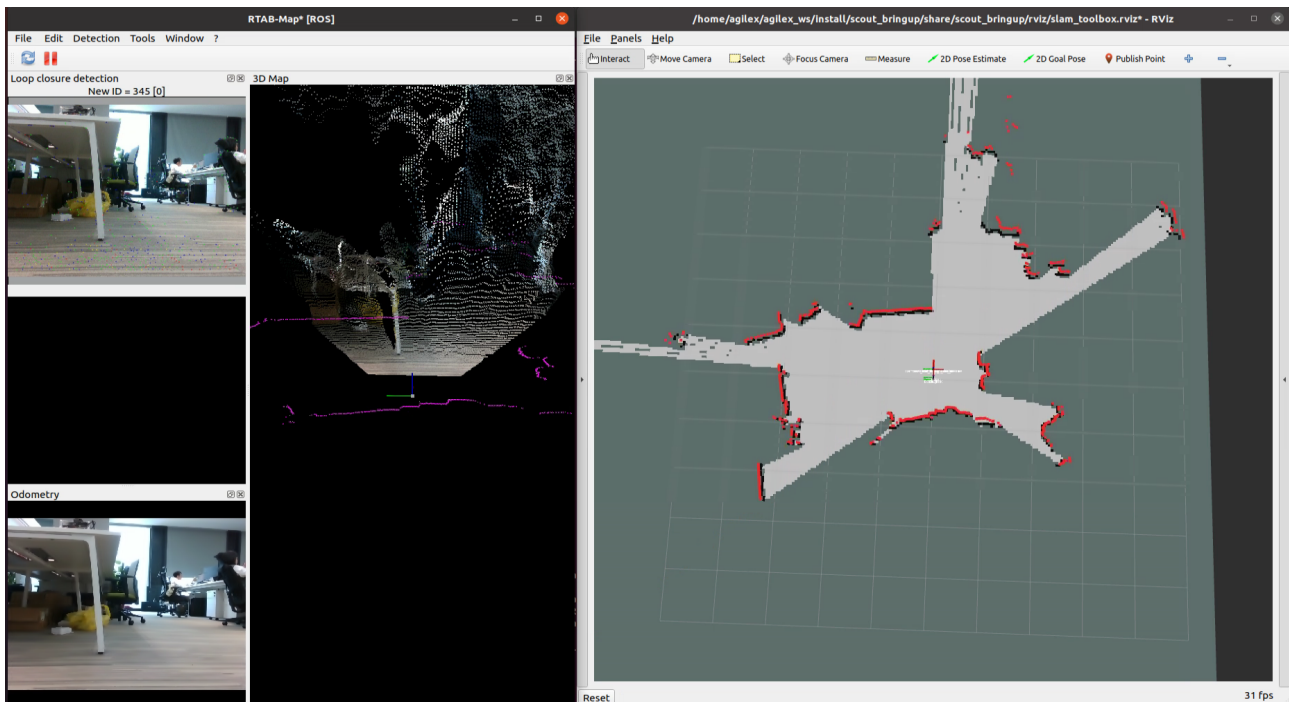 RTAB-Map* [ROS]
File Edit Detection Tools Window ?
Loop closure detection
New ID = 345 [0]
3D Map
Odometry
/home/agilex/agilex_ws/install/scout_bringup/share/scout_bringup/rviz/slam_toolbox.rviz* - RViz
File Panels Help
Interact Move Camera Select Focus Camera Measure 2D Pose Estimate 2D Goal Pose Publish Point
Reset
31 fps